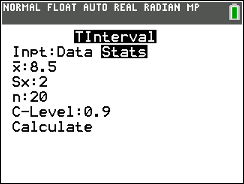 NORMAL FLOAT AUTO REAL RADIAN MP
TInterval
Inpt:Data Stats
x̄:8.5
Sx:2
n:20
C-Level:0.9
Calculate